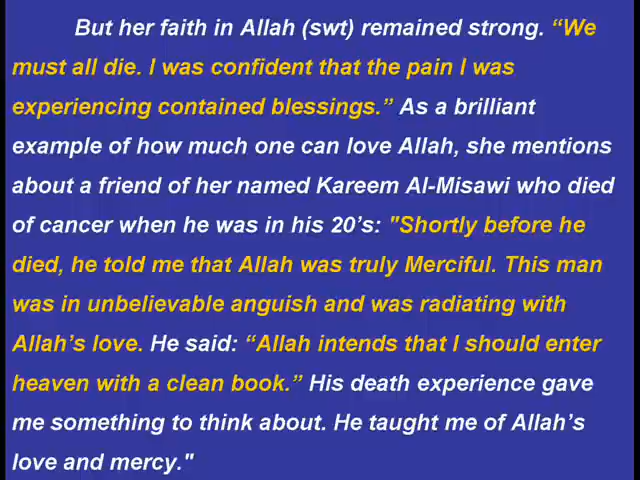 But her faith in Allah (swt) remained strong. “We
must all die. I was confident that the pain I was
experiencing contained blessings.” As a brilliant
example of how much one can love Allah, she mentions
about a friend of her named Kareem Al-Misawi who died
of cancer when he was in his 20’s: "Shortly before he
died, he told me that Allah was truly Merciful. This man
was in unbelievable anguish and was radiating with
Allah’s love. He said: “Allah intends that I should enter
heaven with a clean book.” His death experience gave
me something to think about. He taught me of Allah’s
love and mercy."